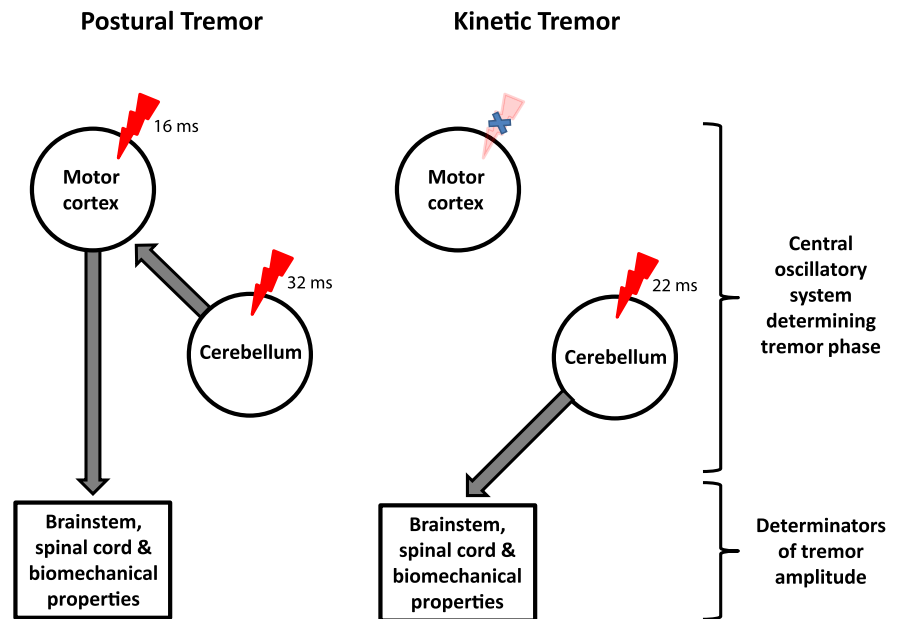 Postural Tremor
Kinetic Tremor
16 ms
Motor
cortex
32 ms
Cerebellum
Brainstem,
spinal cord &
biomechanical
properties
Motor
cortex
22 ms
Cerebellum
Brainstem,
spinal cord &
biomechanical
properties
Central
oscillatory
system
determining
tremor phase
Determinators
of tremor
amplitude